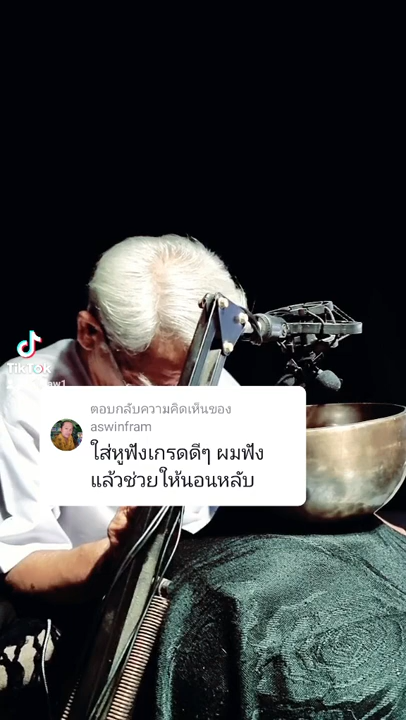 TikTok
ตอบกลับความคิดเห็นของ
aswinfram
ใส่หูฟังเกรดดีๆ ผมฟัง
แล้วช่วยให้นอนหลับ